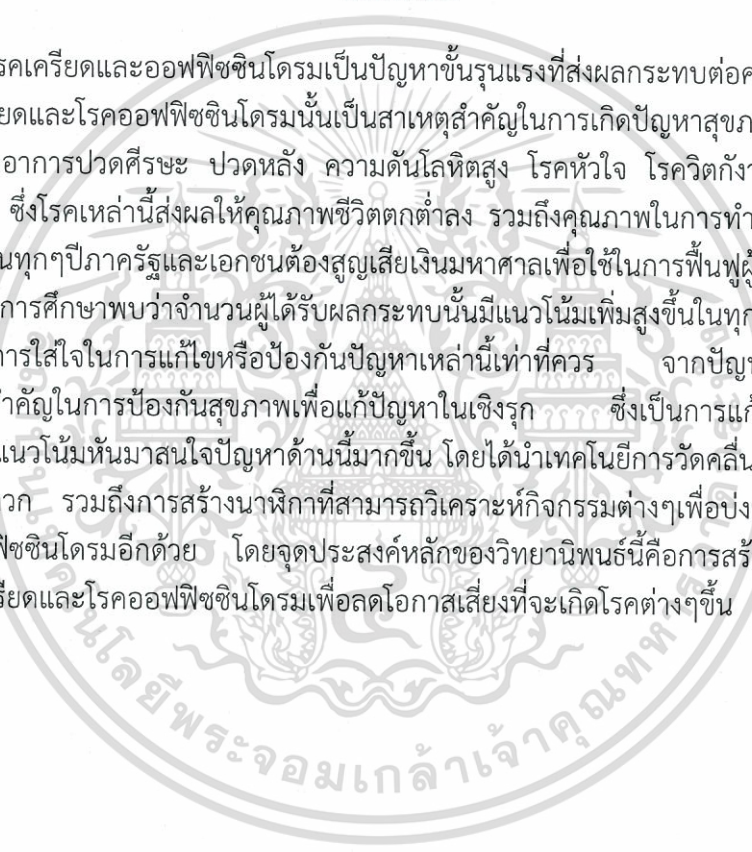 รคเครียดและออฟฟิซซินโดรมเป็นปัญหาขั้นรุนแรงที่ส่งผลกระทบต่อค
ยดและโรคออฟฟิซซินโดรมนั้นเป็นสาเหตุสำคัญในการเกิดปัญหาสุขภ
อาการปวดศีรษะ ปวดหลัง ความดันโลหิตสูง โรคหัวใจ โรควิตกัง
ซึ่งโรคเหล่านี้ส่งผลให้คุณภาพชีวิตตกต่ำลง รวมถึงคุณภาพในการทำ
นทุกๆปีภาครัฐและเอกชนต้องสูญเสียเงินมหาศาลเพื่อใช้ในการฟื้นฟูผู้
การศึกษาพบว่าจำนวนผู้ได้รับผลกระทบนั้นมีแนวโน้มเพิ่มสูงขึ้นในทุก
การใส่ใจในการแก้ไขหรือป้องกันปัญหาเหล่านี้เท่าที่ควร จากปัญ
ำคัญในการป้องกันสุขภาพเพื่อแก้ปัญหาในเชิงรุก ซึ่งเป็นการแก้
แนวโน้มหันมาสนใจปัญหาด้านนี้มากขึ้น โดยได้นำเทคโนยีการวัดคลื่น
วก รวมถึงการสร้างนาฬิกาที่สามารถวิเคราะห์กิจกรรมต่างๆเพื่อบ่ง
ฟิซซินโดรมอีกด้วย โดยจุดประสงค์หลักของวิทยานิพนธ์นี้คือการสร้
รียดและโรคออฟฟิซซินโดรมเพื่อลดโอกาสเสี่ยงที่จะเกิดโรคต่างๆขึ้น
คโนโลยีพระจอมเกล้าเจ้าคุณทหาร